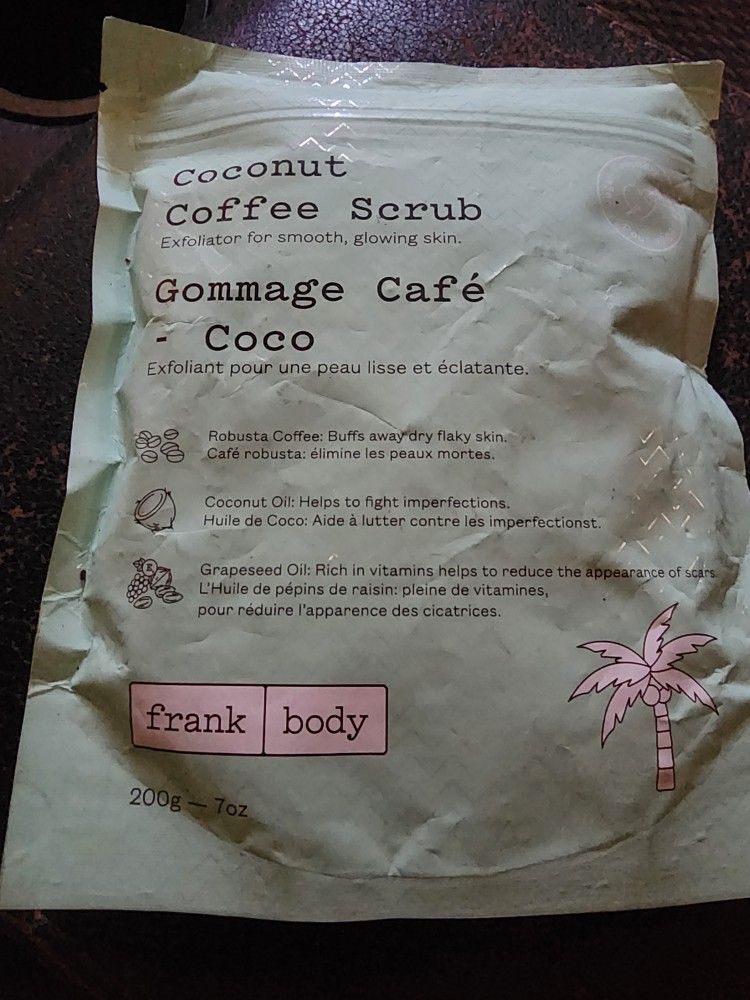 Coconut
Coffee Scrub
Exfoliator for smooth, glowing skin.
Gommage Café
- Coco
Exfoliant pour une peau lisse et éclatante.
Robusta Coffee: Buffs away dry flaky skin.
Café robusta: élimine les peaux mortes.
Coconut Oil: Helps to fight imperfections.
Huile de Coco: Aide à lutter contre les imperfectionst.
Grapeseed Oil: Rich in vitamins helps to reduce the appearance of scars.
L'Huile de pépins de raisin: pleine de vitamines,
pour réduire l'apparence des cicatrices.
frank body
200g — 7oz